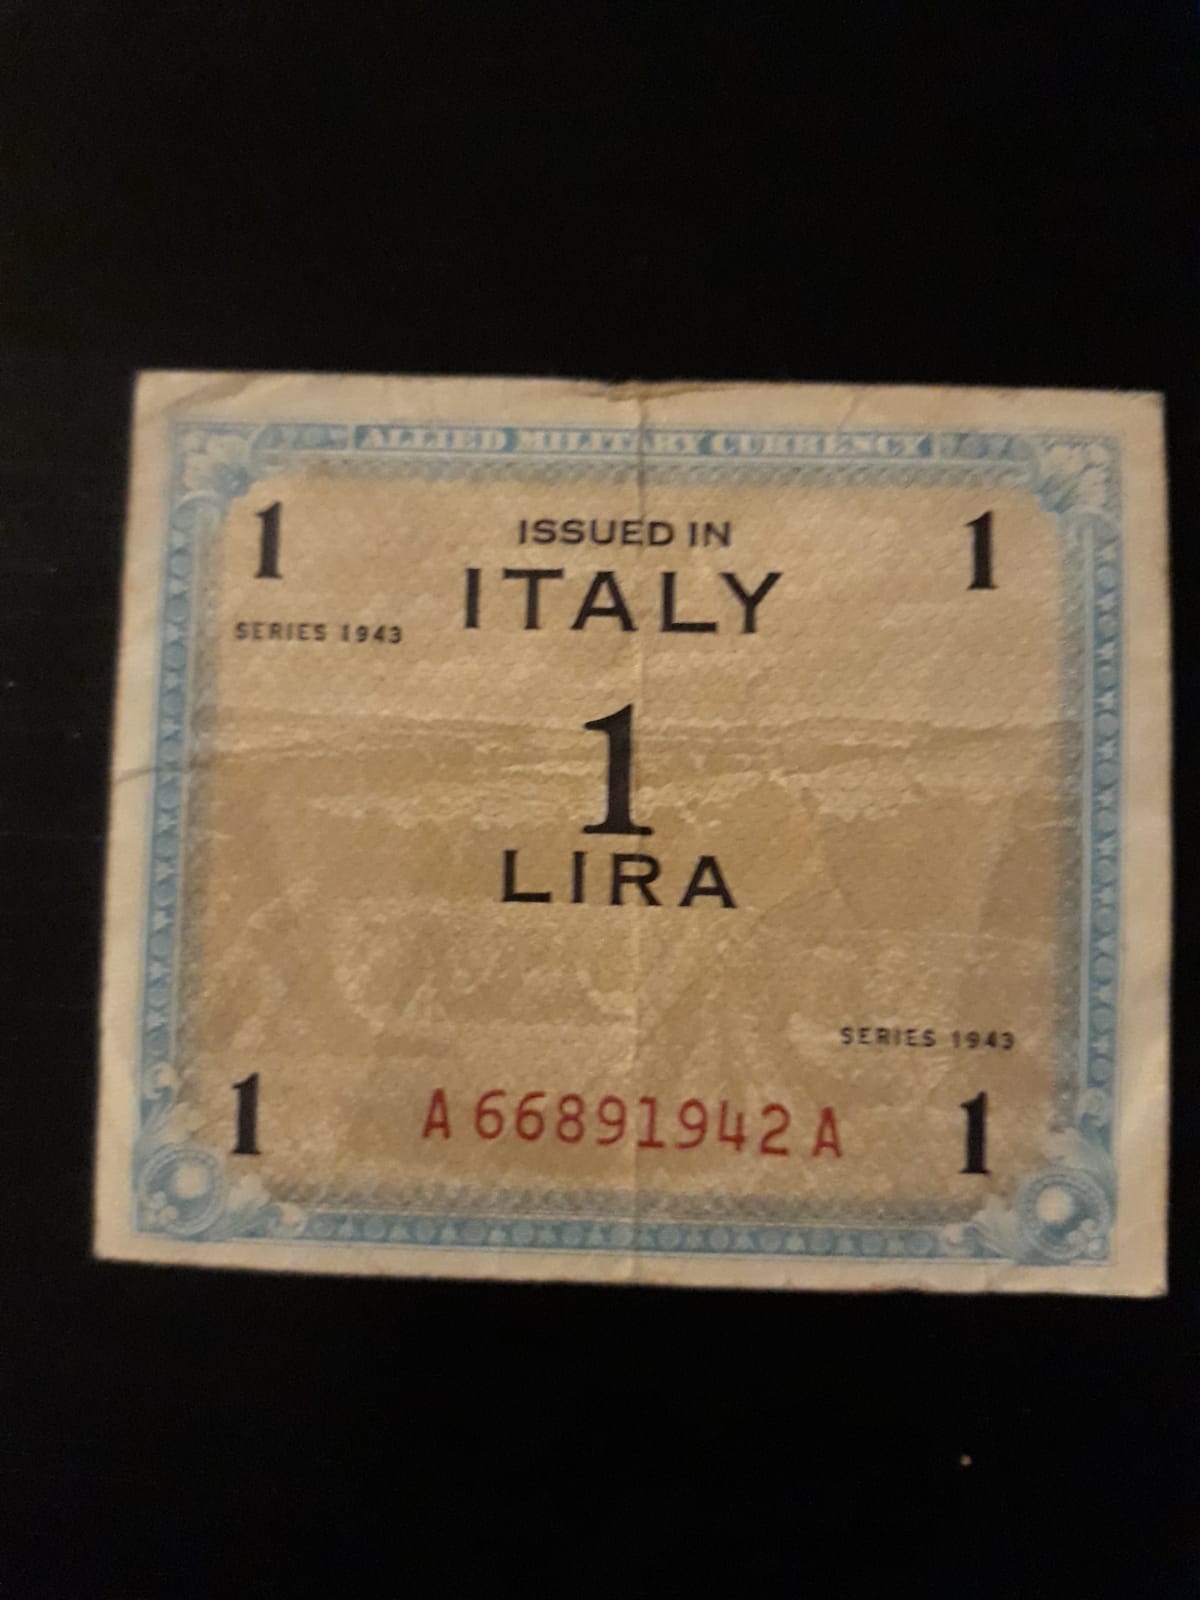 ALLIED MILITARY CURRENCY
1 ISSUED IN 1
ITALY
SERIES 1943
1
LIRA
SERIES 1943
1 A 66891942 A 1